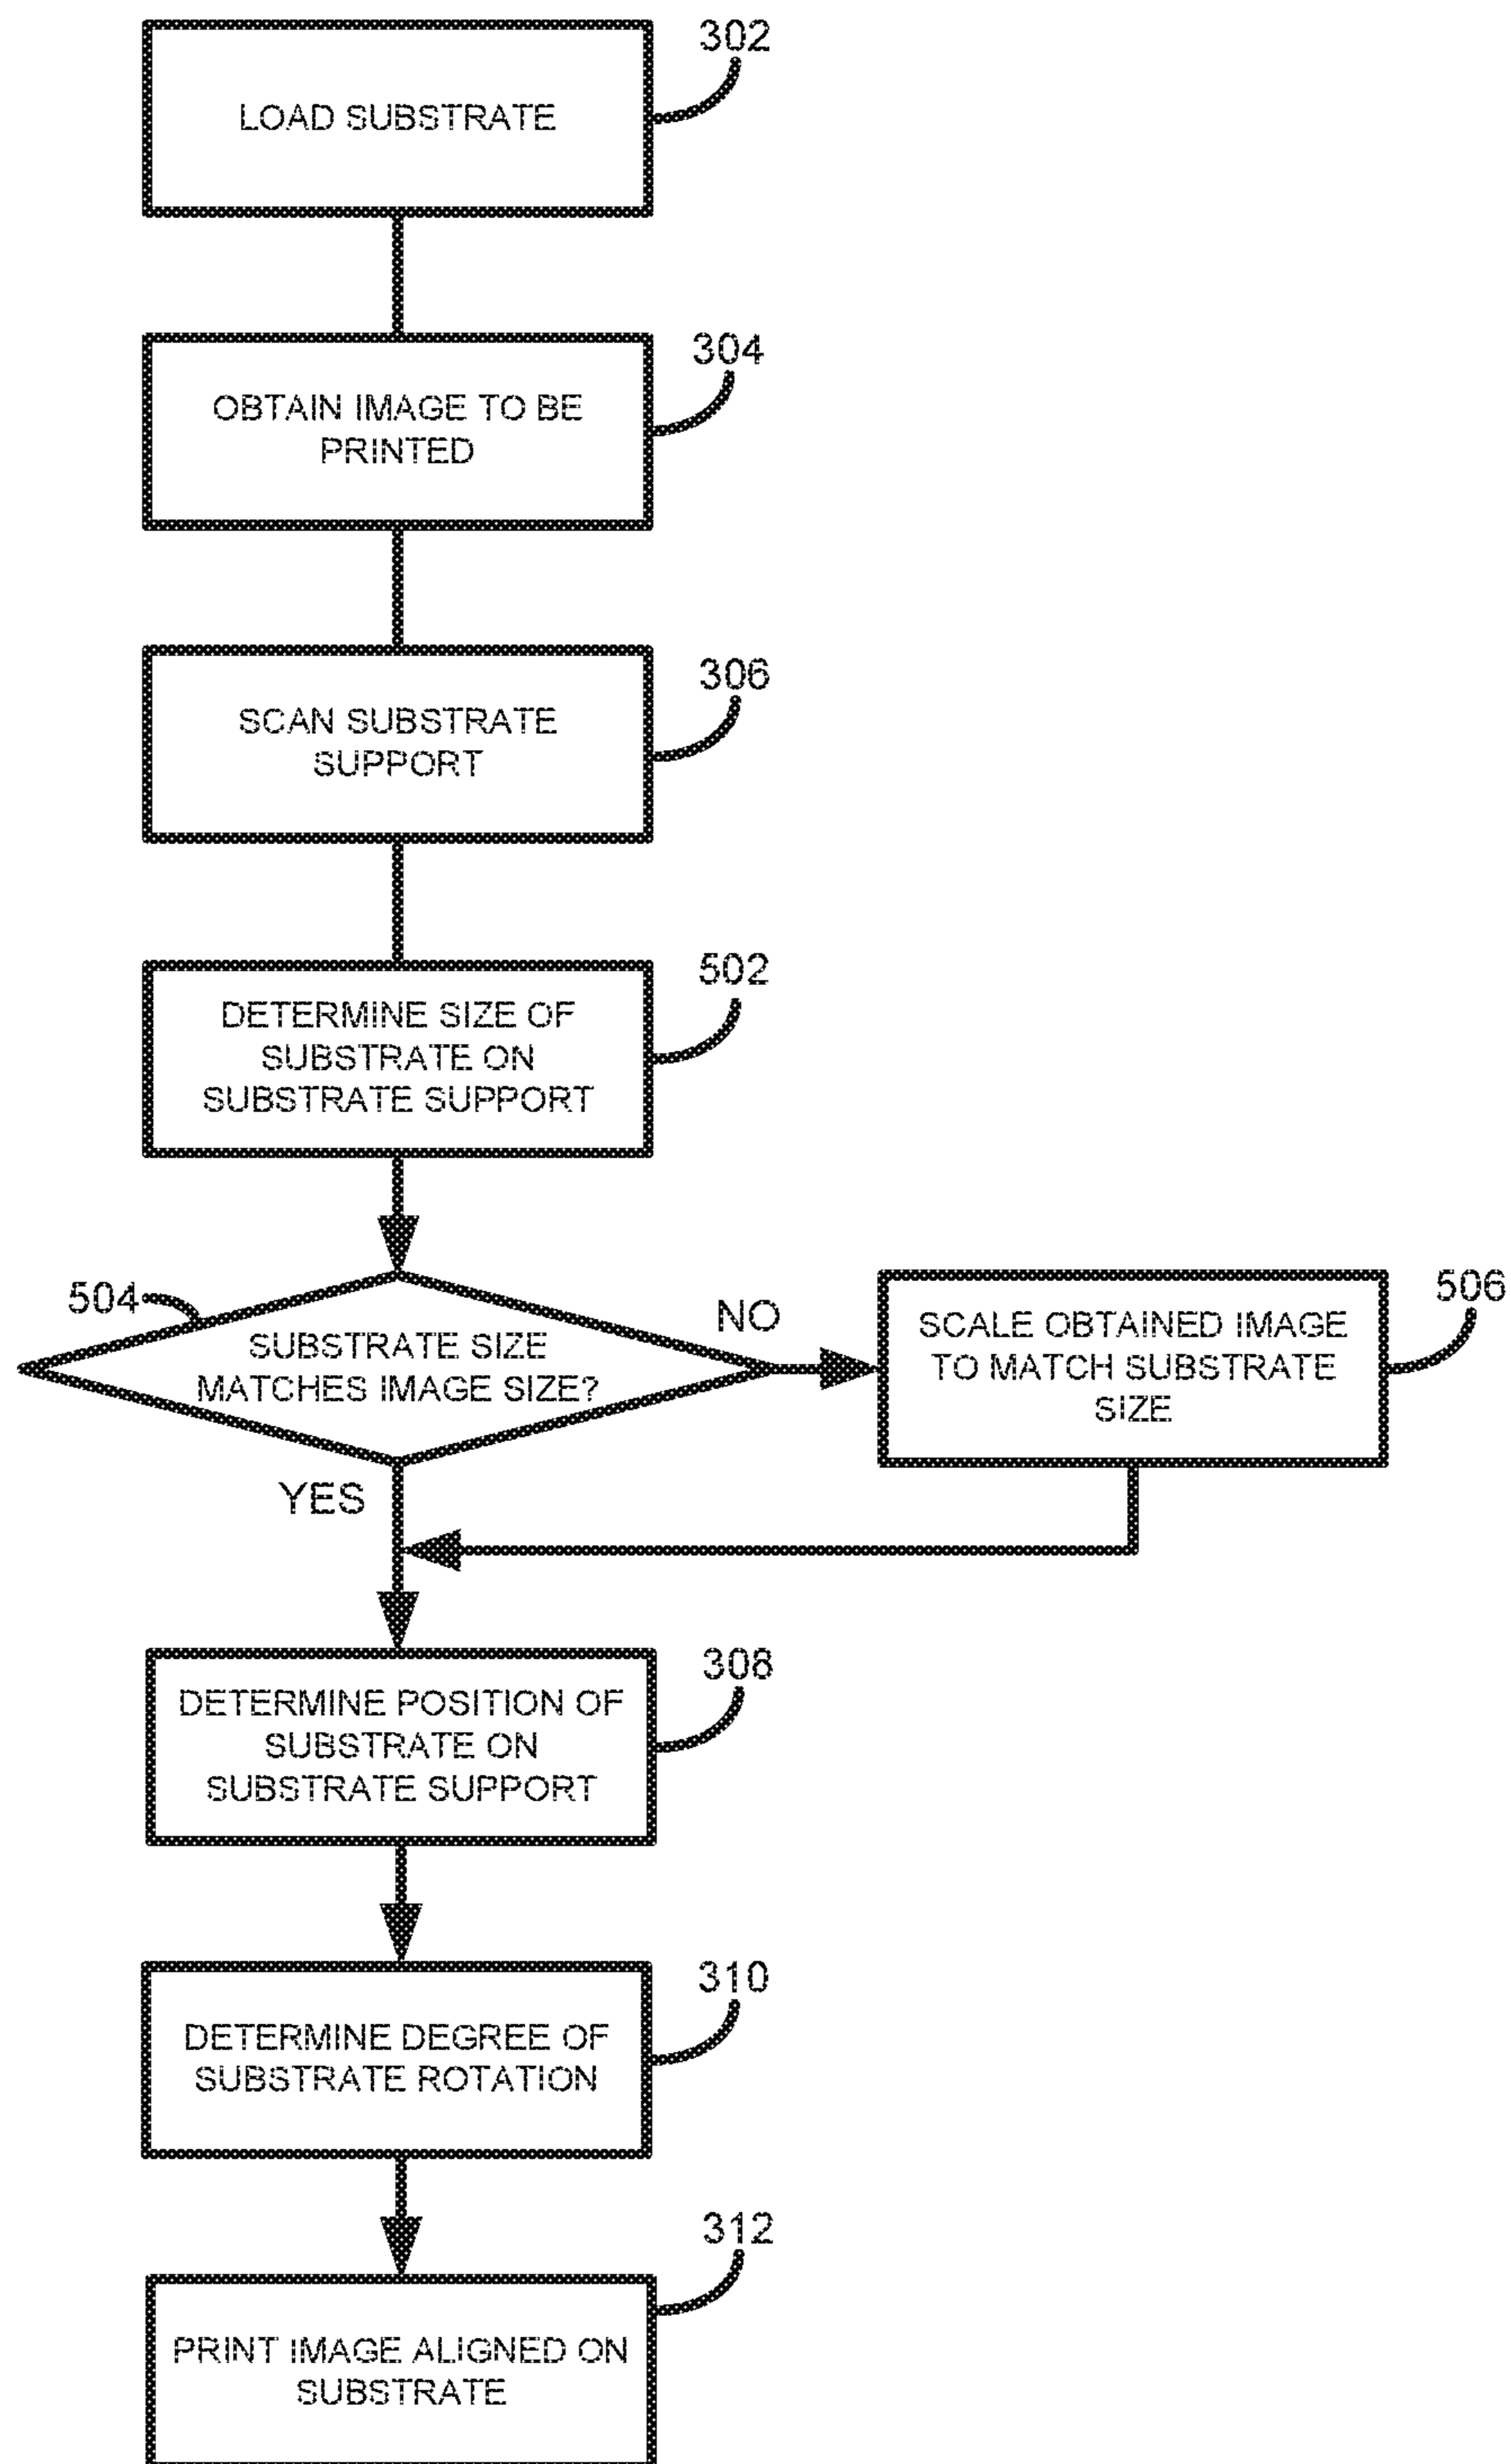 302
LOAD SUBSTRATE
304
OBTAIN IMAGE TO BE
PRINTED
306
SCAN SUBSTRATE
SUPPORT
502
DETERMINE SIZE OF
SUBSTRATE ON
SUBSTRATE SUPPORT
504
SUBSTRATE SIZE
MATCHES IMAGE SIZE?
NO
506
SCALE OBTAINED IMAGE
TO MATCH SUBSTRATE
SIZE
YES
308
DETERMINE POSITION OF
SUBSTRATE ON
SUBSTRATE SUPPORT
310
DETERMINE DEGREE OF
SUBSTRATE ROTATION
312
PRINT IMAGE ALIGNED ON
SUBSTRATE